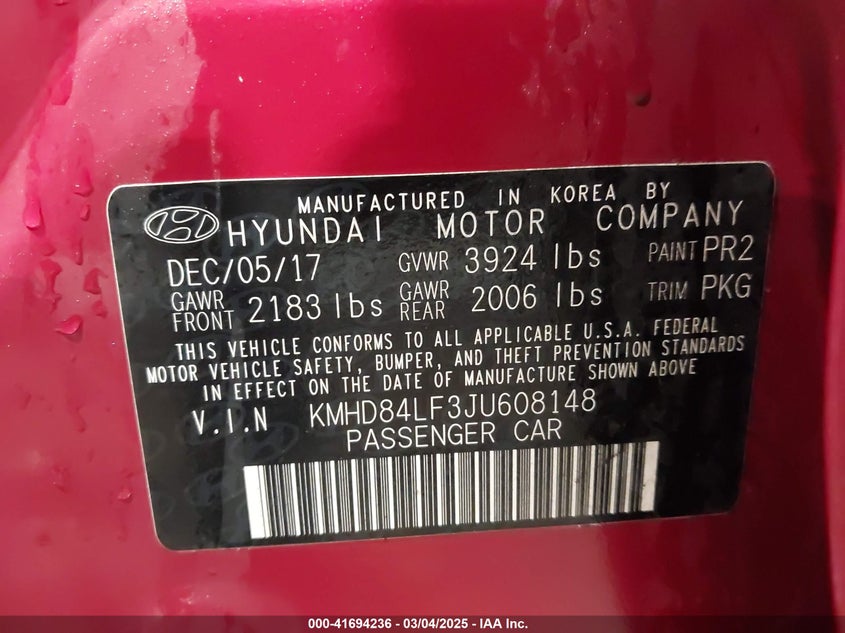 MANUFACTURED IN KOREA BY
HYUNDAI MOTOR COMPANY
DEC/05/17 GVWR 3924 lbs PAINT PR2
GAWR FRONT 2183 lbs GAWR REAR 2006 lbs TRIM PKG
THIS VEHICLE CONFORMS TO ALL APPLICABLE U.S.A. FEDERAL
MOTOR VEHICLE SAFETY, BUMPER, AND THEFT PREVENTION STANDARDS
IN EFFECT ON THE DATE OF MANUFACTURE SHOWN ABOVE
V.I.N KMHD84LF3JU608148
PASSENGER CAR
000-41694236 - 03/04/2025 - IAA Inc.